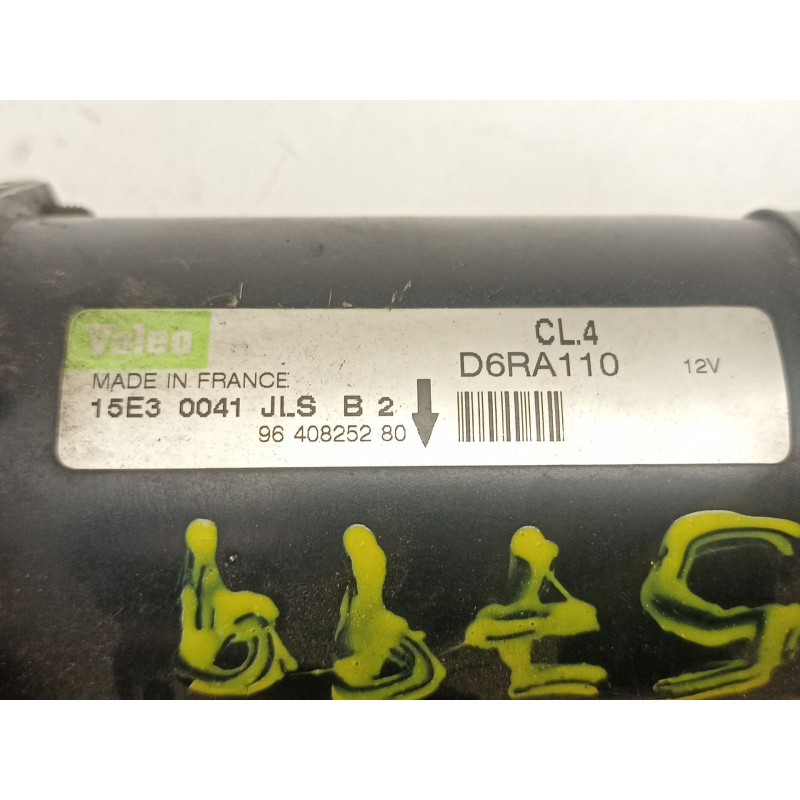 Valeo
CL.4
MADE IN FRANCE
D6RA110 12V
15E3 0041 JLS B 2
96 408252 80